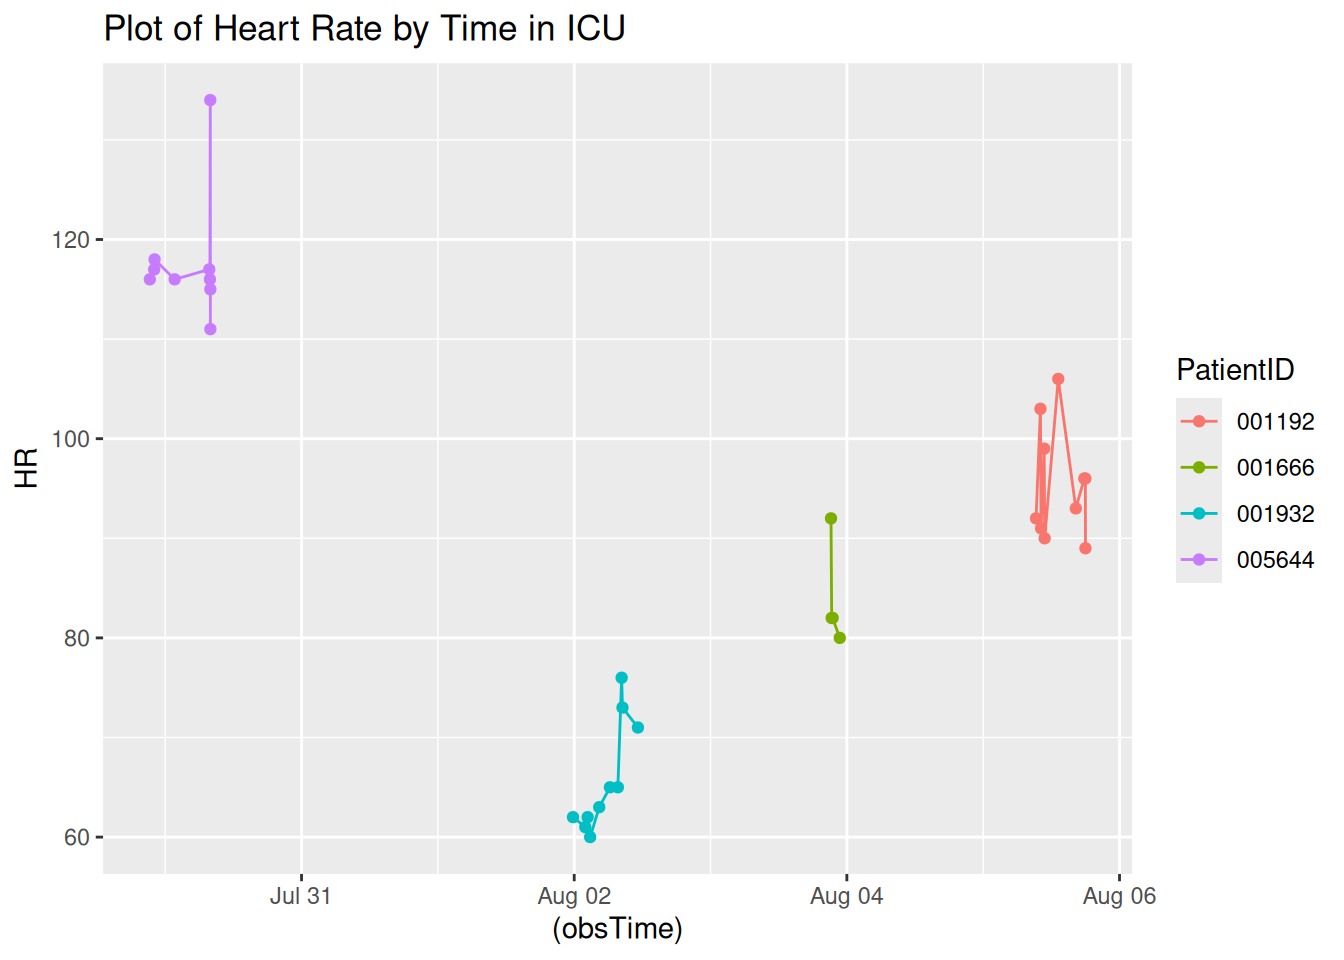 Plot of Heart Rate by Time in ICU
HR
120
100
80
60
Jul 31
Aug 02
Aug 04
Aug 06
(obsTime)
PatientID
001192
001666
001932
005644